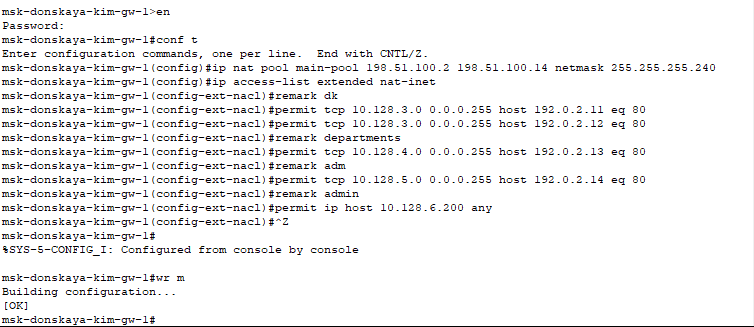 msk-donskaya-kim-gw-1>en
Password:
msk-donskaya-kim-gw-1#conf t
Enter configuration commands, one per line.  End with CNTL/Z.
msk-donskaya-kim-gw-1(config)#ip nat pool main-pool 198.51.100.2 198.51.100.14 netmask 255.255.255.240
msk-donskaya-kim-gw-1(config)#ip access-list extended nat-inet
msk-donskaya-kim-gw-1(config-ext-nacl)#remark dk
msk-donskaya-kim-gw-1(config-ext-nacl)#permit tcp 10.128.3.0 0.0.0.255 host 192.0.2.11 eq 80
msk-donskaya-kim-gw-1(config-ext-nacl)#permit tcp 10.128.3.0 0.0.0.255 host 192.0.2.12 eq 80
msk-donskaya-kim-gw-1(config-ext-nacl)#remark departments
msk-donskaya-kim-gw-1(config-ext-nacl)#permit tcp 10.128.4.0 0.0.0.255 host 192.0.2.13 eq 80
msk-donskaya-kim-gw-1(config-ext-nacl)#remark adm
msk-donskaya-kim-gw-1(config-ext-nacl)#permit tcp 10.128.5.0 0.0.0.255 host 192.0.2.14 eq 80
msk-donskaya-kim-gw-1(config-ext-nacl)#remark admin
msk-donskaya-kim-gw-1(config-ext-nacl)#permit ip host 10.128.6.200 any
msk-donskaya-kim-gw-1(config-ext-nacl)#^Z
msk-donskaya-kim-gw-1#
%SYS-5-CONFIG_I: Configured from console by console
msk-donskaya-kim-gw-1#wr m
Building configuration...
[OK]
msk-donskaya-kim-gw-1#